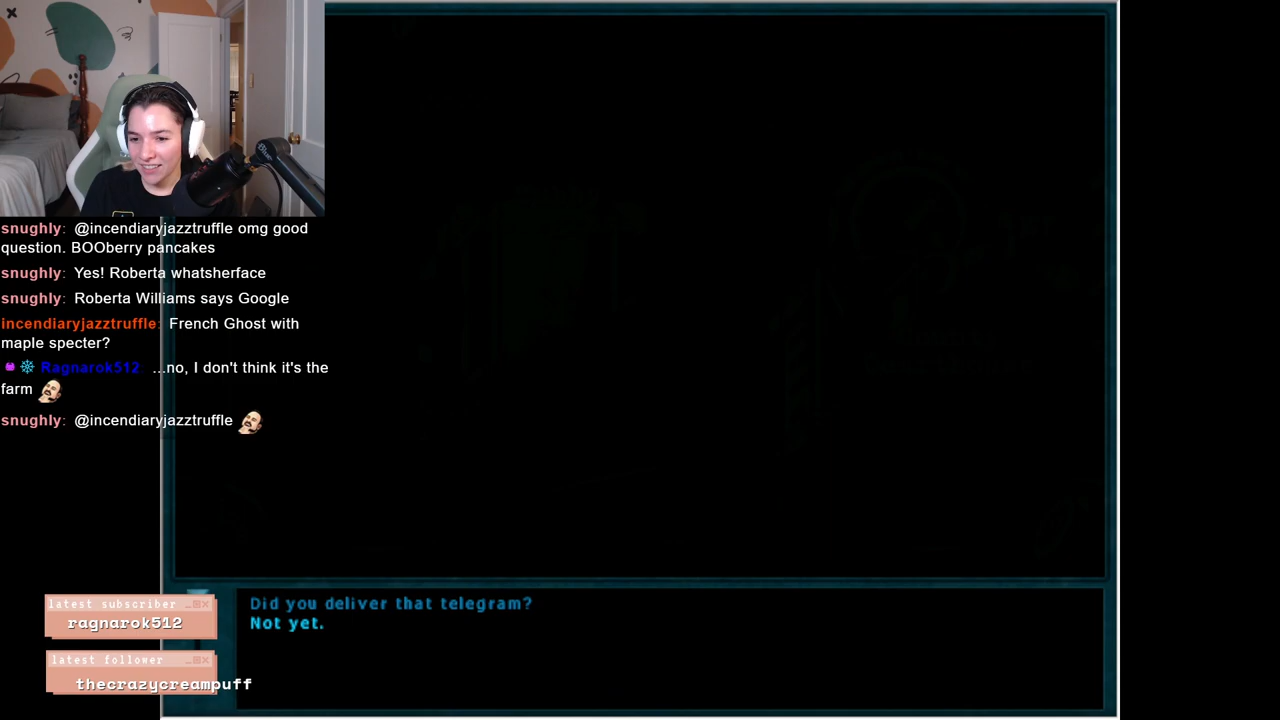 snughly: @incendiaryjazztruffle omg good
question. BOOberry pancakes
snughly: Yes! Roberta whatsherface
snughly: Roberta Williams says Google
incendiaryjazztruffle: French Ghost with
maple specter?
Ragnarok512: ...no, I don't think it's the
farm
snughly: @incendiaryjazztruffle
latest subscriber
ragnarok512
latest follower
thecrazycreampuff
Did you deliver that telegram?
Not yet.